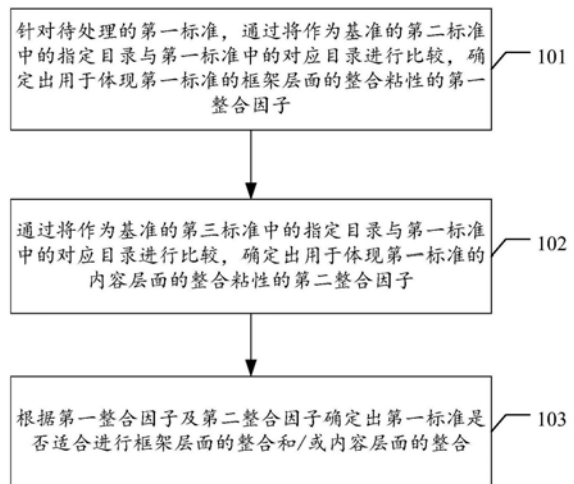 针对待处理的第一标准，通过将作为基准的第二标准
中的指定目录与第一标准中的对应目录进行比较，确
定出用于体现第一标准的框架层面的整合粘性的第一
整合因子
101
通过将作为基准的第三标准中的指定目录与第一标准
中的对应目录进行比较，确定出用于体现第一标准的
内容层面的整合粘性的第二整合因子
102
根据第一整合因子及第二整合因子确定出第一标准是
否适合进行框架层面的整合和/或内容层面的整合
103